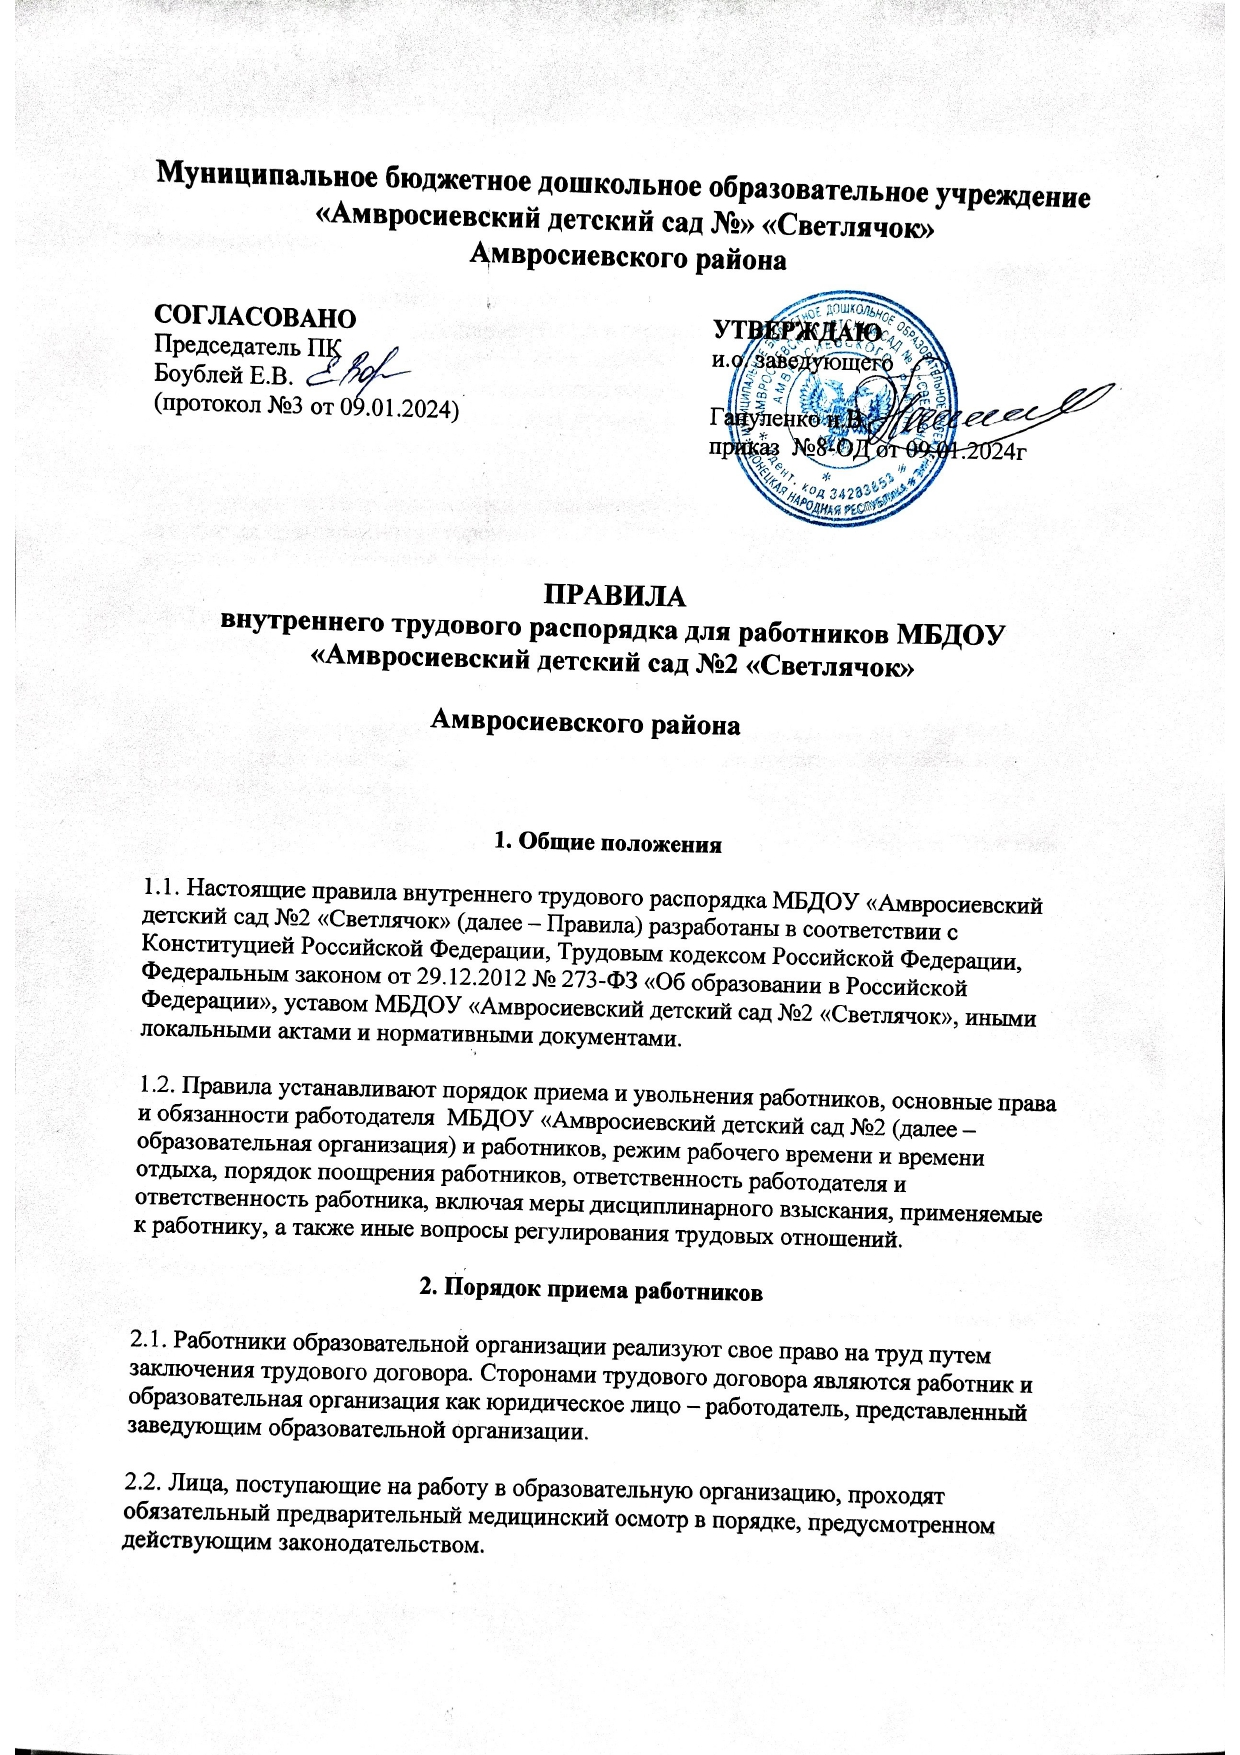 Муниципальное бюджетное дошкольное образовательное учреждение
«Амвросиевский детский сад №» «Светлячок»
Амвросиевского района
СОГЛАСОВАНО
Председатель ПК
Боублей Е.В.
(протокол №3 от 09.01.2024)
УТВЕРЖДАЮ
и.о. заведующего
Гануленко и.В.
приказ №8-ОД от 09.01.2024г
ДОНЕЦКАЯ НАРОДНАЯ РЕСПУБЛИКА
код 34283853
ПРАВИЛА
внутреннего трудового распорядка для работников МБДОУ
«Амвросиевский детский сад №2 «Светлячок»
Амвросиевского района
1. Общие положения
1.1. Настоящие правила внутреннего трудового распорядка МБДОУ «Амвросиевский
детский сад №2 «Светлячок» (далее – Правила) разработаны в соответствии с
Конституцией Российской Федерации, Трудовым кодексом Российской Федерации,
Федеральным законом от 29.12.2012 № 273-ФЗ «Об образовании в Российской
Федерации», уставом МБДОУ «Амвросиевский детский сад №2 «Светлячок», иными
локальными актами и нормативными документами.
1.2. Правила устанавливают порядок приема и увольнения работников, основные права
и обязанности работодателя МБДОУ «Амвросиевский детский сад №2 (далее –
образовательная организация) и работников, режим рабочего времени и времени
отдыха, порядок поощрения работников, ответственность работодателя и
ответственность работника, включая меры дисциплинарного взыскания, применяемые
к работнику, а также иные вопросы регулирования трудовых отношений.
2. Порядок приема работников
2.1. Работники образовательной организации реализуют свое право на труд путем
заключения трудового договора. Сторонами трудового договора являются работник и
образовательная организация как юридическое лицо – работодатель, представленный
заведующим образовательной организации.
2.2. Лица, поступающие на работу в образовательную организацию, проходят
обязательный предварительный медицинский осмотр в порядке, предусмотренном
действующим законодательством.